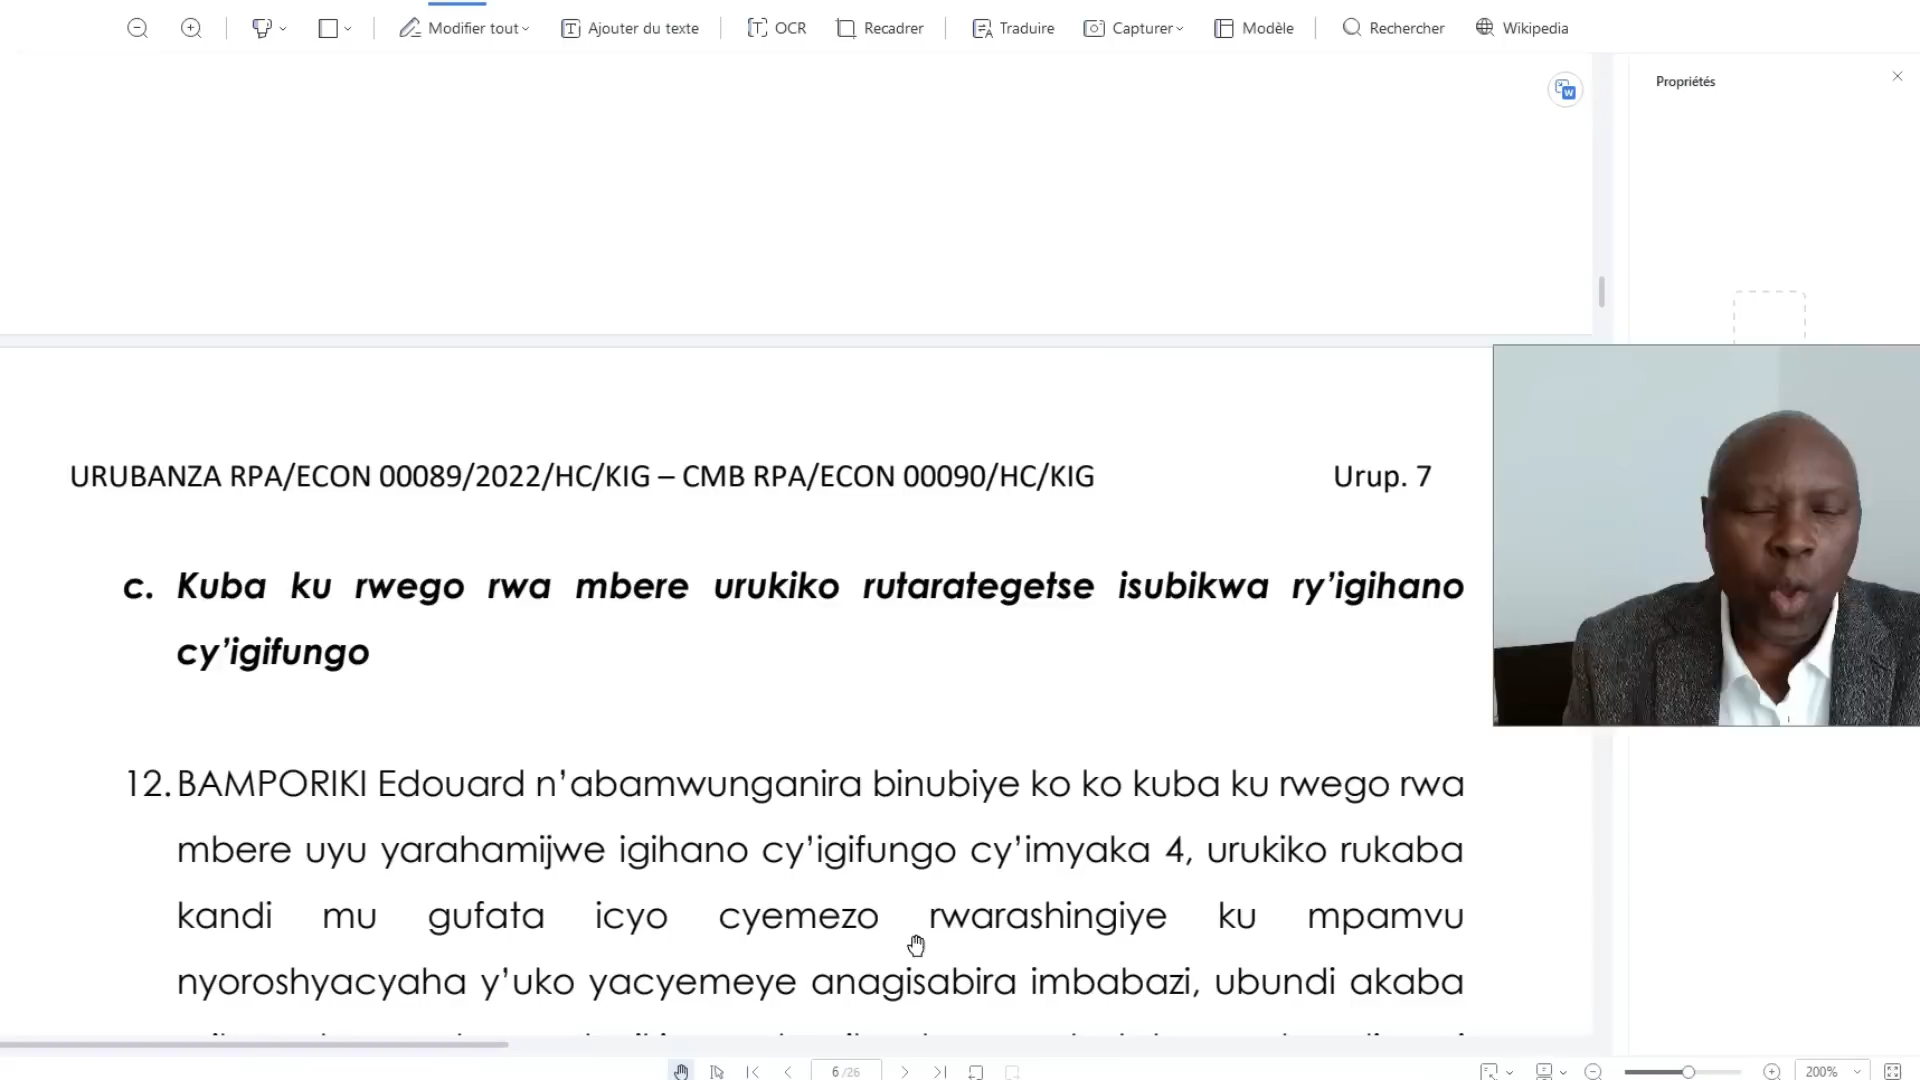 Modifier tout
Ajouter du texte
OCR
Recadrer
Traduire
Capturer
Modèle
Rechercher
Wikipedia
Propriétés
URUBANZA RPA/ECON 00089/2022/HC/KIG – CMB RPA/ECON 00090/HC/KIG Urup. 7
c. Kuba ku rwego rwa mbere urukiko rutarategetse isubikwa ry’igihano
cy’igifungo
12. BAMPORIKI Edouard n’abamwunganira binubiye ko ko kuba ku rwego rwa
mbere uyu yarahamijwe igihano cy’igifungo cy’imyaka 4, urukiko rukaba
kandi mu gufata icyo cyemezo rwarashingiye ku mpamvu
nyoroshyacyaha y’uko yacyemeye anagisabira imbabazi, ubundi akaba
6 /26
200%